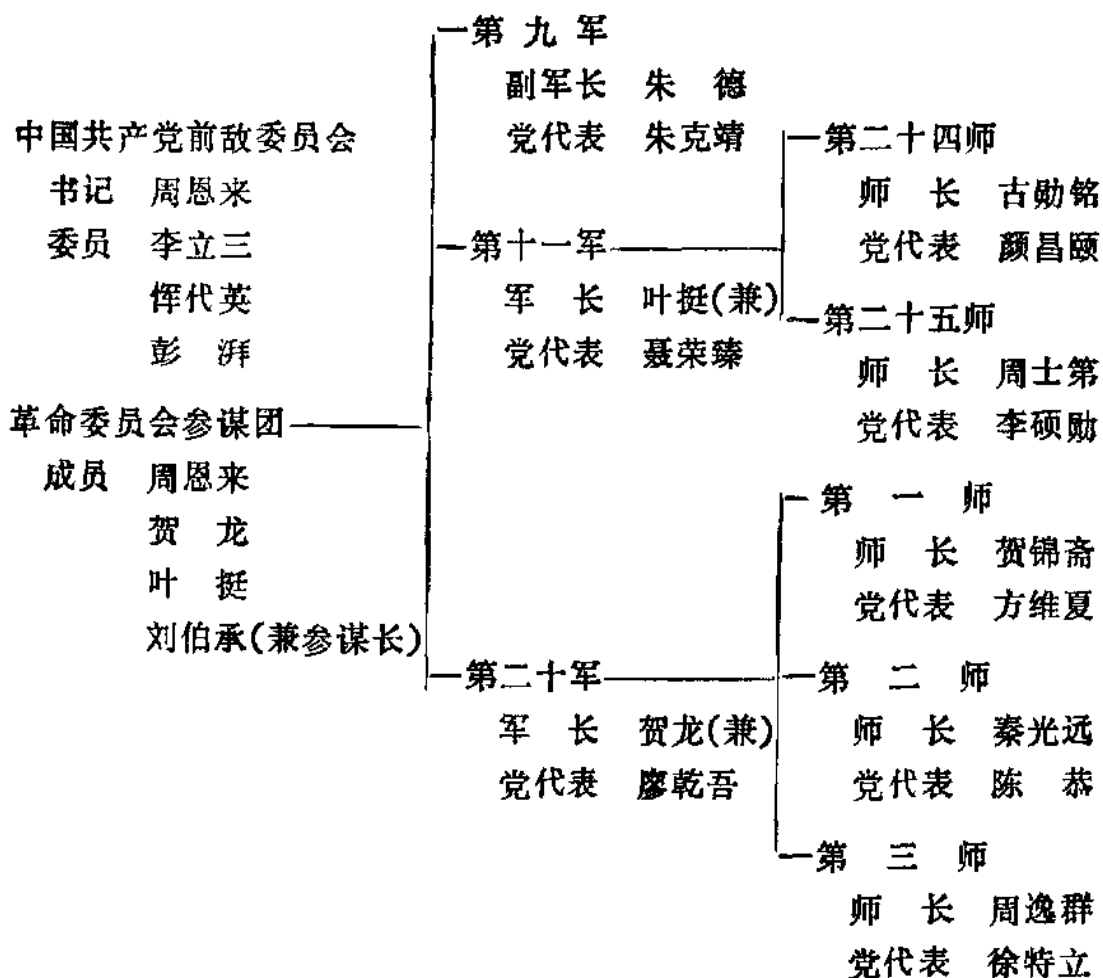 中国共产党前敌委员会
书记 周恩来
委员 李立三
恽代英
彭 湃
革命委员会参谋团
成员 周恩来
贺 龙
叶 挺
刘伯承(兼参谋长)
第九军
副军长 朱 德
党代表 朱克靖
第十一军
军 长 叶挺(兼)
党代表 聂荣臻
第二十四师
师 长 古勋铭
党代表 颜昌颐
第二十五师
师 长 周士第
党代表 李硕勋
第二十军
军 长 贺龙(兼)
党代表 廖乾吾
第 一 师
师 长 贺锦斋
党代表 方维夏
第 二 师
师 长 秦光远
党代表 陈 恭
第 三 师
师 长 周逸群
党代表 徐特立